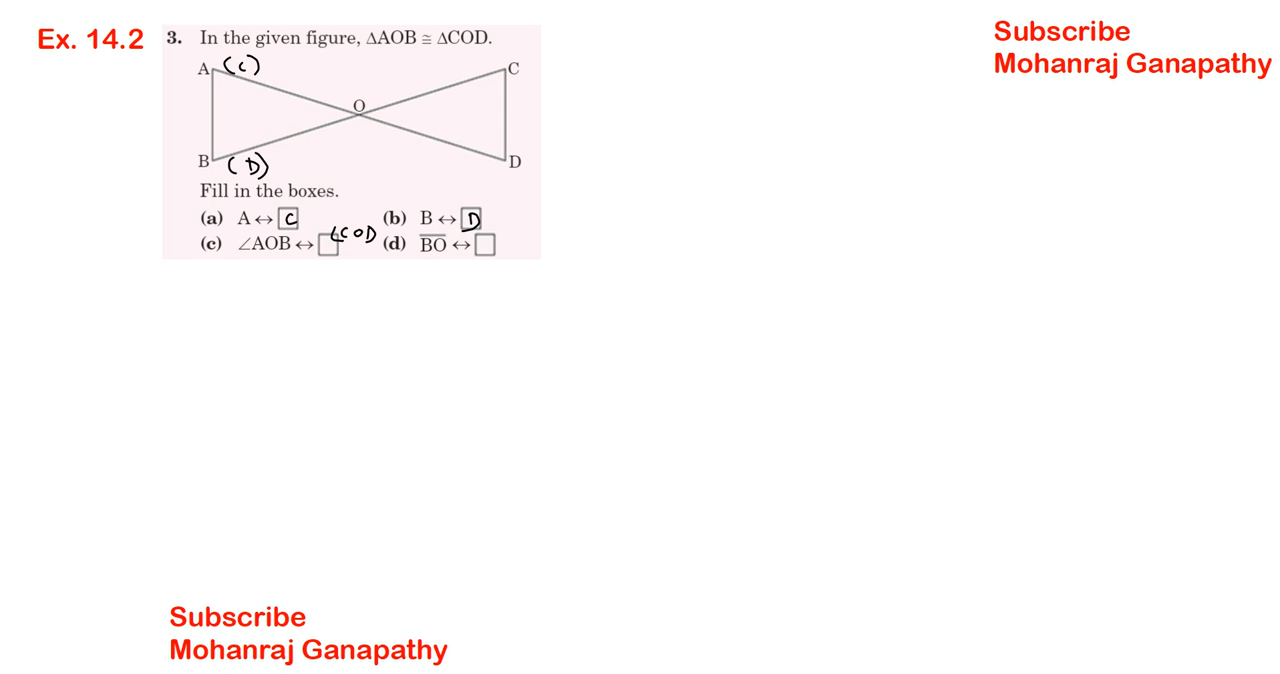 Ex. 14.2
3. In the given figure, ΔAOB ≅ ΔCOD.
A (C) C
O
B (D) D
Fill in the boxes.
(a) A ↔ C (b) B ↔ D
(c) ∠AOB ↔ ∠COD (d) B̅O̅ ↔ □
Subscribe
Mohanraj Ganapathy
Subscribe
Mohanraj Ganapathy